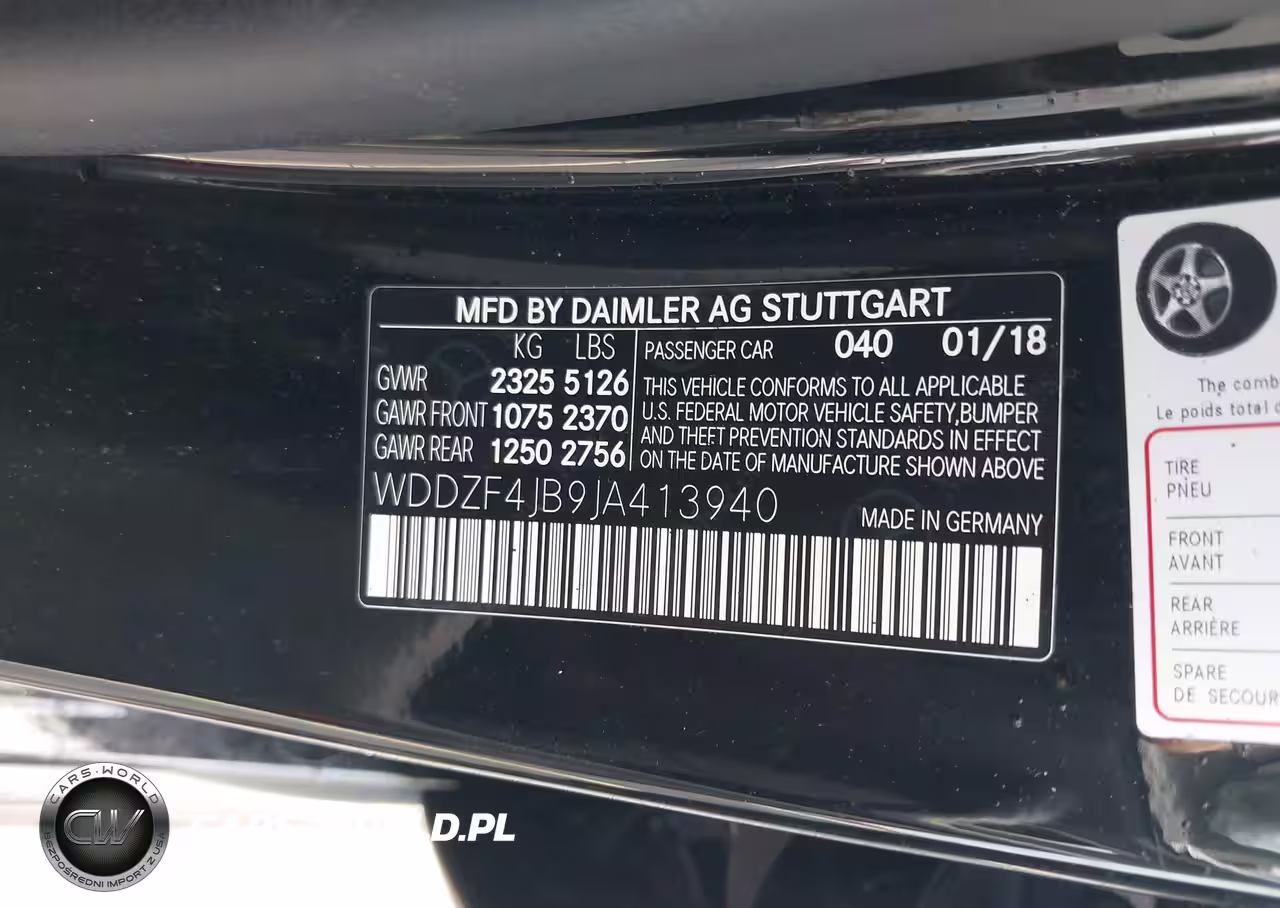 MFD BY DAIMLER AG STUTTGART
KG LBS
GVWR 2325 5126
GAWR FRONT 1075 2370
GAWR REAR 1250 2756
PASSENGER CAR 040 01/18
THIS VEHICLE CONFORMS TO ALL APPLICABLE
U.S. FEDERAL MOTOR VEHICLE SAFETY,BUMPER
AND THEFT PREVENTION STANDARDS IN EFFECT
ON THE DATE OF MANUFACTURE SHOWN ABOVE
WDDZF4JB9JA413940
MADE IN GERMANY
The comb
Le poids total
TIRE
PNEU
FRONT
AVANT
REAR
ARRIÈRE
SPARE
DE SECOUR
CARS·WORLD
CW
BEZPOŚREDNI IMPORT Z USA
D.PL